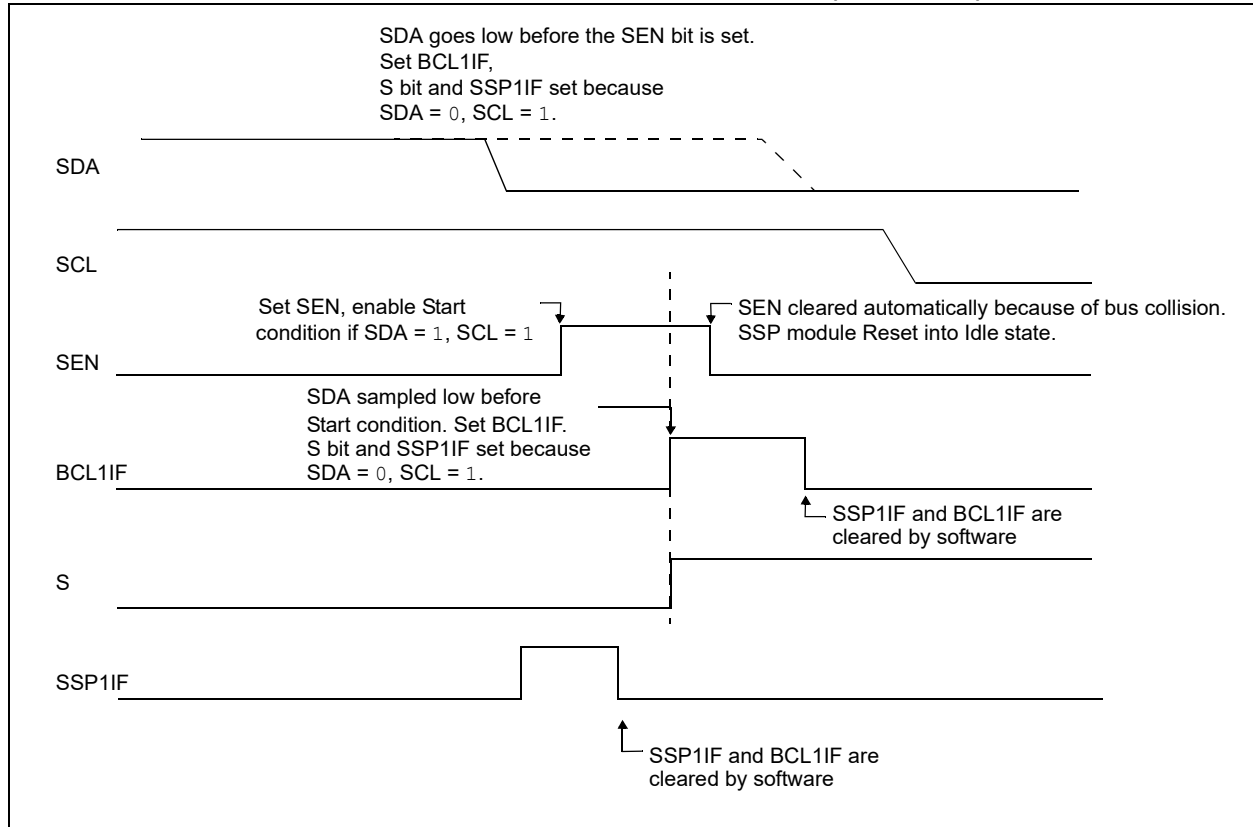 SDA goes low before the SEN bit is set.
Set BCL1IF,
S bit and SSP1IF set because
SDA = 0, SCL = 1.
SDA
SCL
Set SEN, enable Start
condition if SDA = 1, SCL = 1
SEN cleared automatically because of bus collision.
SSP module Reset into Idle state.
SEN
SDA sampled low before
Start condition. Set BCL1IF.
S bit and SSP1IF set because
SDA = 0, SCL = 1.
BCL1IF
SSP1IF and BCL1IF are
cleared by software
S
SSP1IF
SSP1IF and BCL1IF are
cleared by software